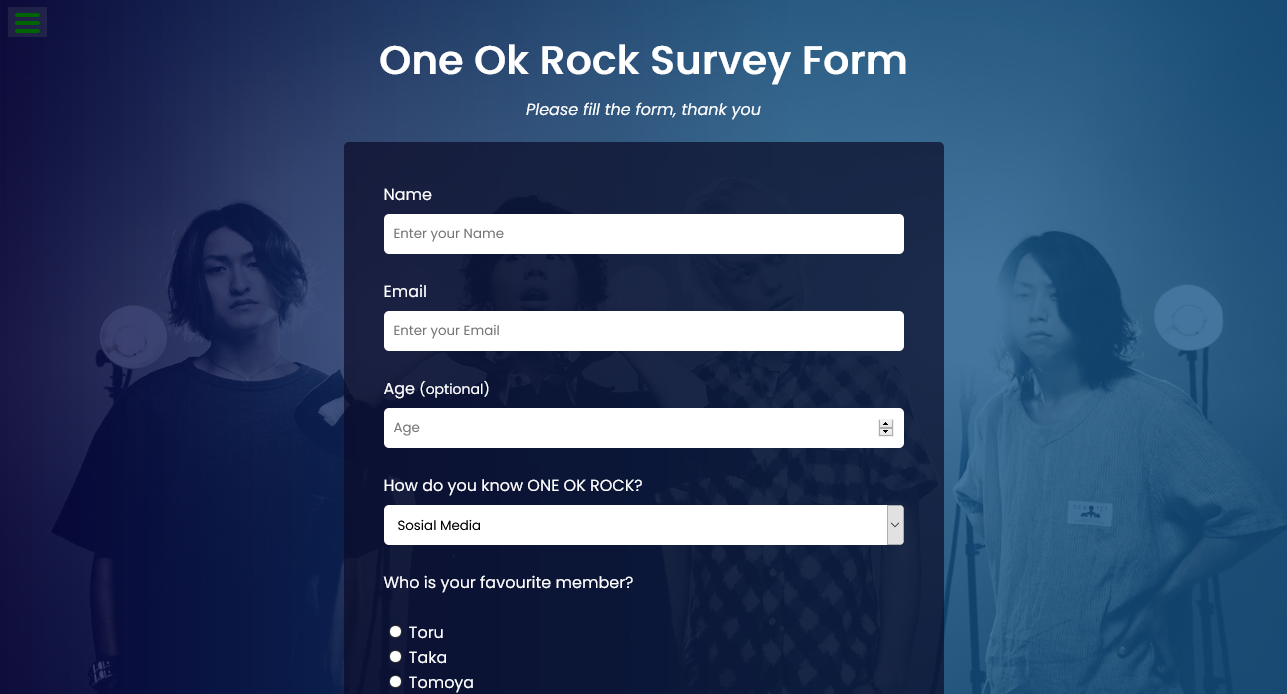 One Ok Rock Survey Form
Please fill the form, thank you
Name
Enter your Name
Email
Enter your Email
Age (optional)
Age
How do you know ONE OK ROCK?
Sosial Media
Who is your favourite member?
Toru
Taka
Tomoya